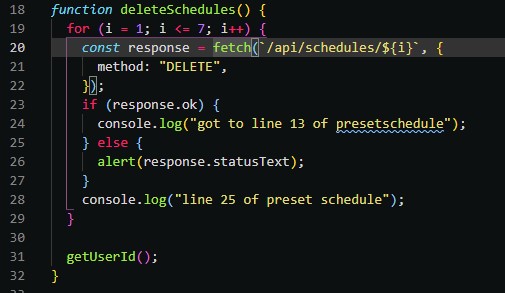 18 function deleteSchedules() {
19 for (i = 1; i <= 7; i++) {
20 const response = fetch(`/api/schedules/${i}`, {
21 method: "DELETE",
22 });
23 if (response.ok) {
24 console.log("got to line 13 of presetschedule");
25 } else {
26 alert(response.statusText);
27 }
28 console.log("line 25 of preset schedule");
29 }
30
31 getUserId();
32 }